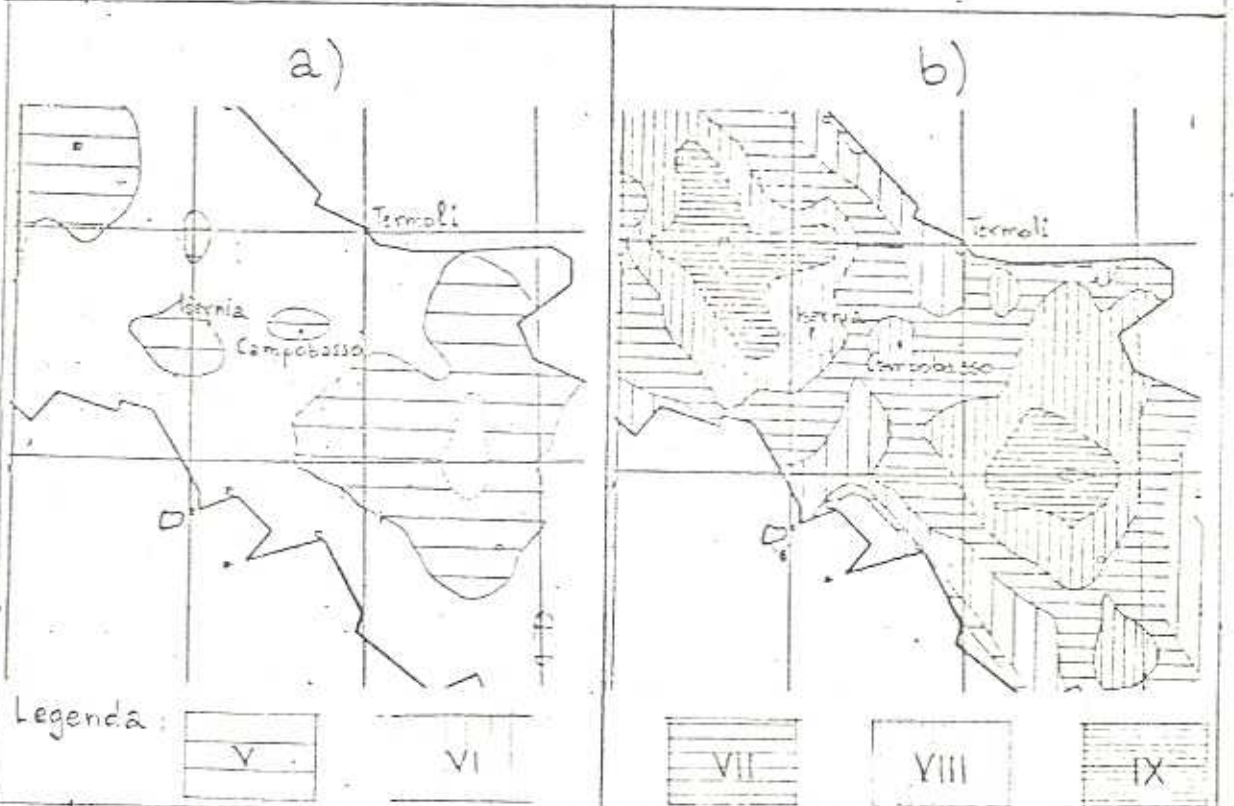 a)
b)
Termoli
Isernia
Campobasso
Termoli
Isernia
Campobasso
Legenda:
V
VI
VII
VIII
IX